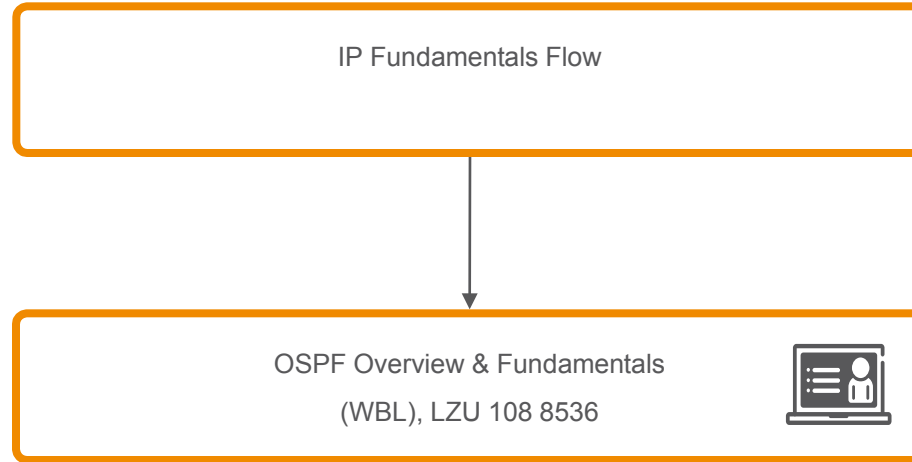 IP Fundamentals Flow
OSPF Overview & Fundamentals
(WBL), LZU 108 8536